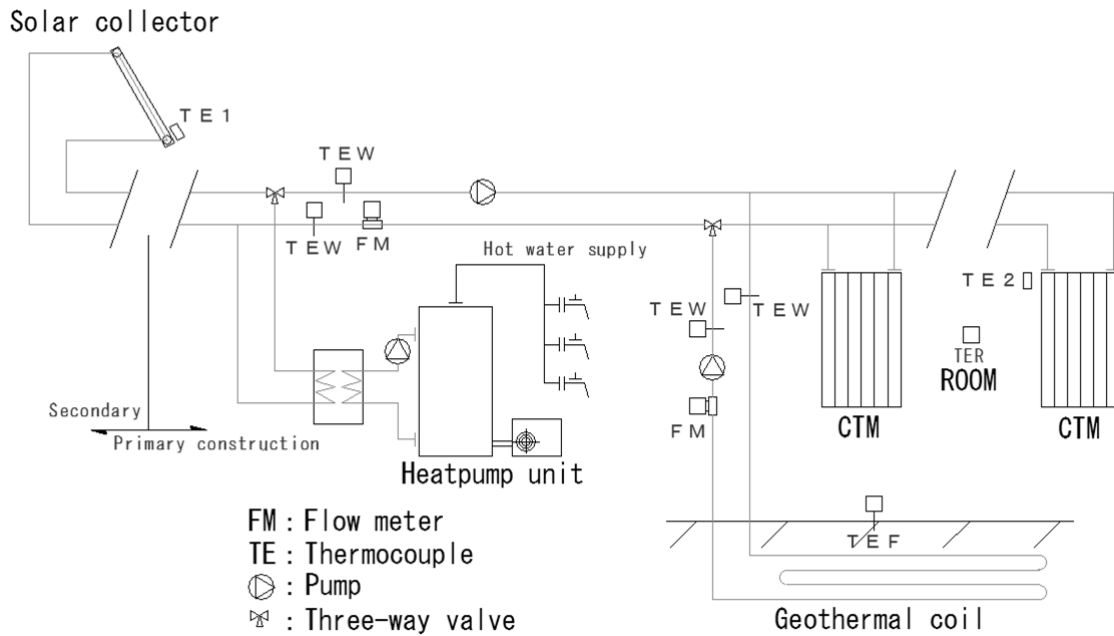 Solar collector
TE1
TEW
TEW
FM
Hot water supply
TE2
TEW
TEW
TER
ROOM
FM
CTM
CTM
Secondary
Primary construction
Heatpump unit
FM : Flow meter
TE : Thermocouple
: Pump
: Three-way valve
TEF
Geothermal coil